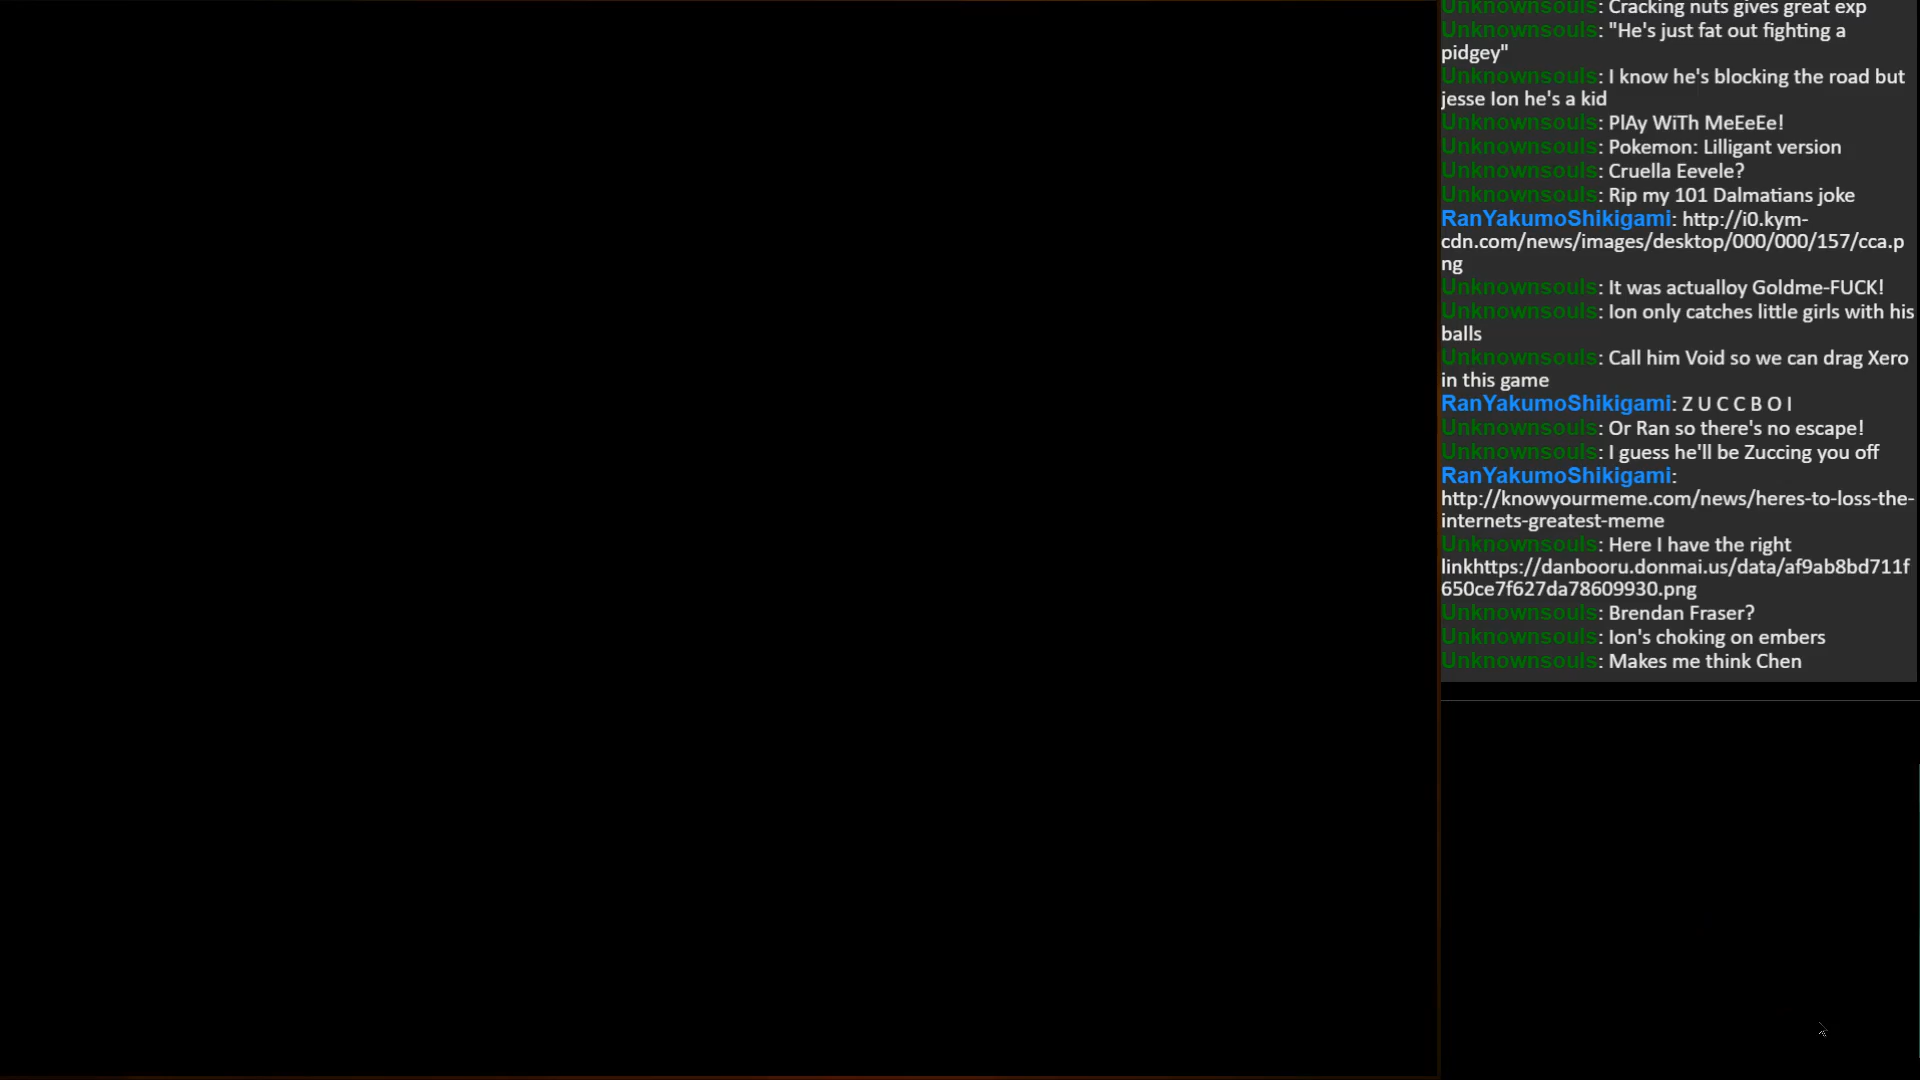 Unknownsouls: Cracking nuts gives great exp
Unknownsouls: "He's just fat out fighting a
pidgey"
Unknownsouls: I know he's blocking the road but
jesse Ion he's a kid
Unknownsouls: PlAy WiTh MeEeEe!
Unknownsouls: Pokemon: Lilligant version
Unknownsouls: Cruella Eevele?
Unknownsouls: Rip my 101 Dalmatians joke
RanYakumoShikigami: http://i0.kym-
cdn.com/news/images/desktop/000/000/157/cca.p
ng
Unknownsouls: It was actualloy Goldme-FUCK!
Unknownsouls: Ion only catches little girls with his
balls
Unknownsouls: Call him Void so we can drag Xero
in this game
RanYakumoShikigami: Z U C C B O I
Unknownsouls: Or Ran so there's no escape!
Unknownsouls: I guess he'll be Zuccing you off
RanYakumoShikigami:
http://knowyourmeme.com/news/heres-to-loss-the-
internets-greatest-meme
Unknownsouls: Here I have the right
linkhttps://danbooru.donmai.us/data/af9ab8bd711f
650ce7f627da78609930.png
Unknownsouls: Brendan Fraser?
Unknownsouls: Ion's choking on embers
Unknownsouls: Makes me think Chen